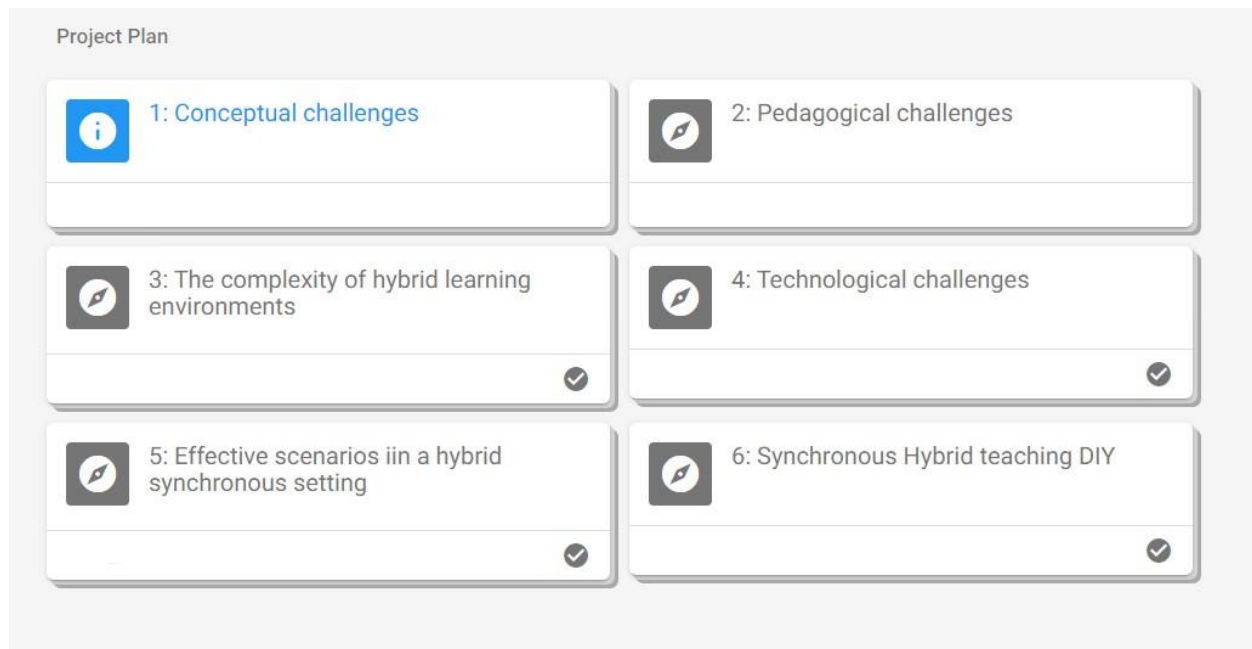 Project Plan
1: Conceptual challenges
2: Pedagogical challenges
3: The complexity of hybrid learning
environments
4: Technological challenges
5: Effective scenarios iin a hybrid
synchronous setting
6: Synchronous Hybrid teaching DIY